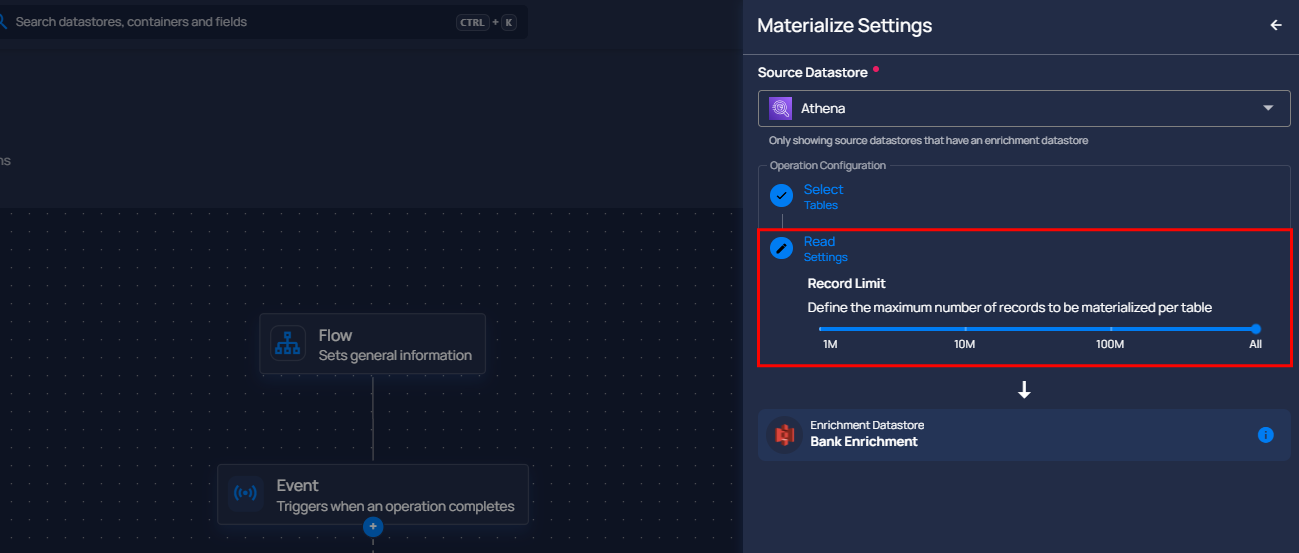 Search datastores, containers and fields
CTRL + K
ns
Flow
Sets general information
Event
Triggers when an operation completes
Materialize Settings
Source Datastore
Athena
Only showing source datastores that have an enrichment datastore
Operation Configuration
Select
Tables
Read
Settings
Record Limit
Define the maximum number of records to be materialized per table
1M 10M 100M All
Enrichment Datastore
Bank Enrichment